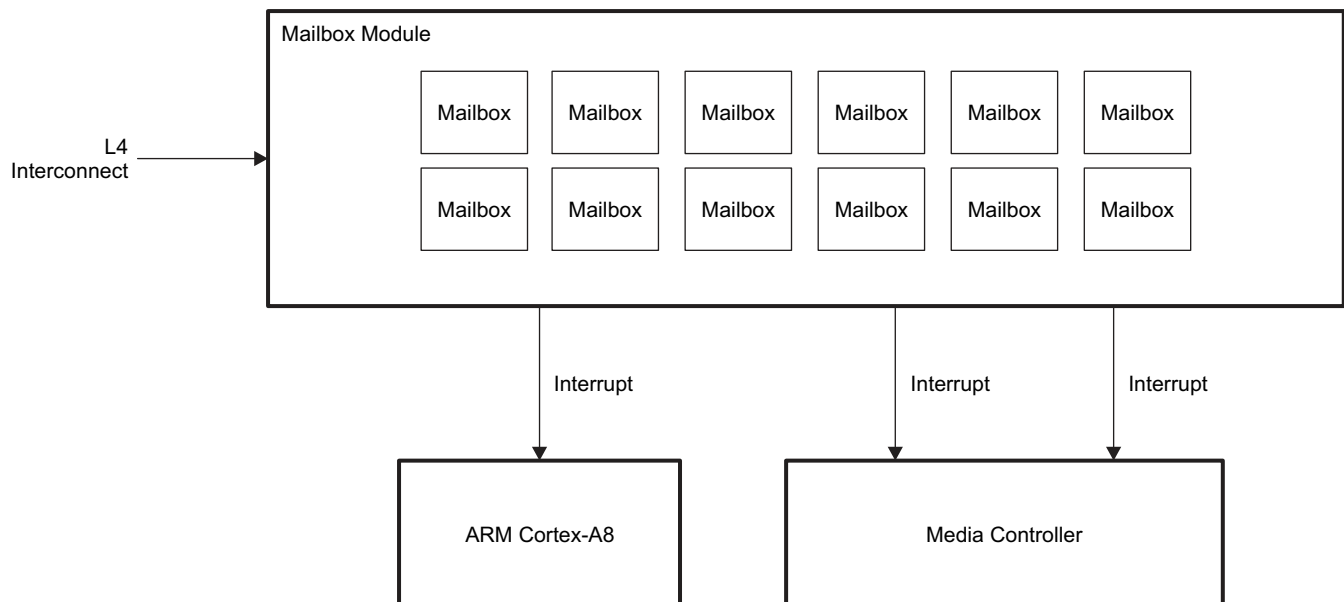 Mailbox Module
Mailbox Mailbox Mailbox Mailbox Mailbox Mailbox
L4
Interconnect
Mailbox Mailbox Mailbox Mailbox Mailbox Mailbox
Interrupt Interrupt Interrupt
ARM Cortex-A8 Media Controller